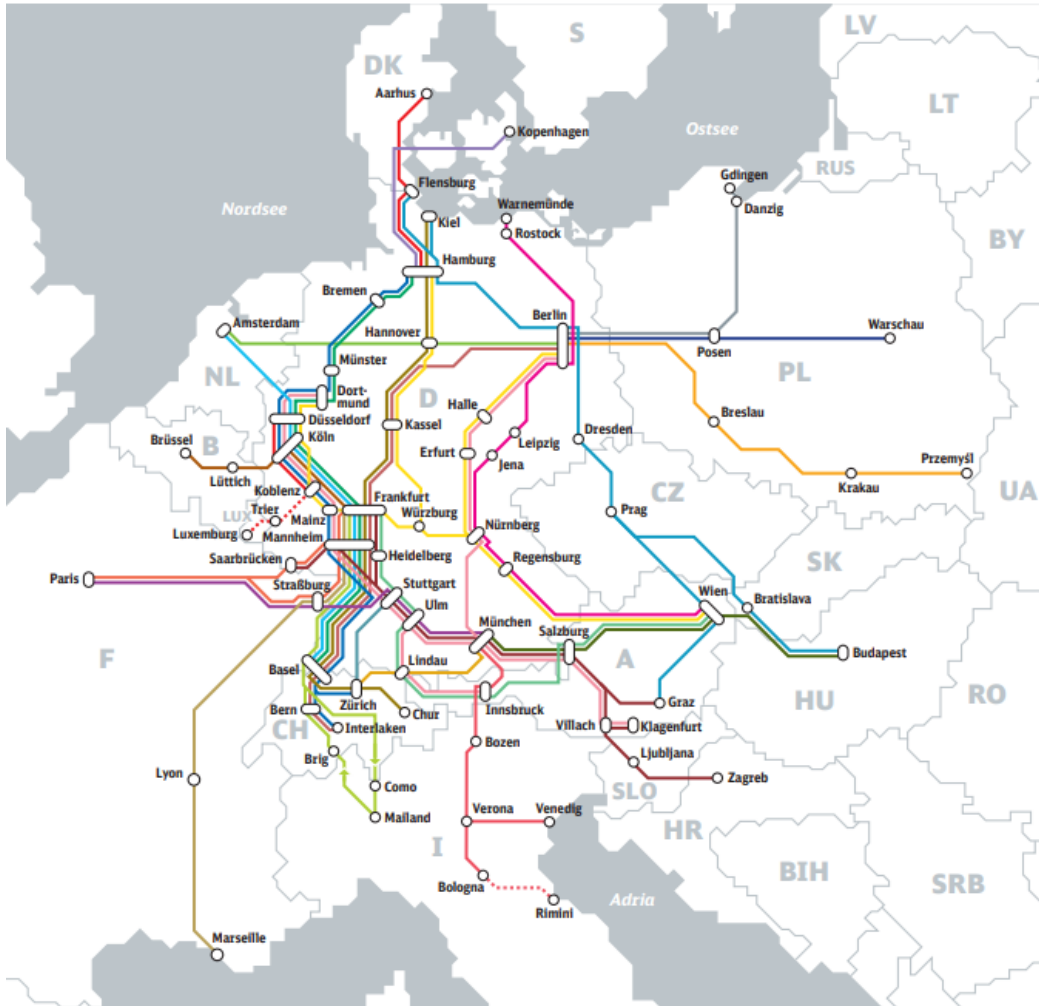 S
LV
DK
LT
Aarhus
Kopenhagen
Ostsee
RUS
Gdingen
Flensburg
Danzig
Nordsee
Warnemünde
Kiel
Rostock
BY
Hamburg
Bremen
Berlin
Amsterdam
Hannover
Warschau
Posen
Münster
NL
PL
Dort-
mund
D
Halle
Düsseldorf
Kassel
Breslau
Köln
Leipzig
Dresden
Brüssel
B
Erfurt
Jena
Przemyśl
Lüttich
Krakau
Koblenz
CZ
UA
Trier
Frankfurt
LUX
Mainz
Würzburg
Prag
Luxemburg
Mannheim
Nürnberg
SK
Saarbrücken
Heidelberg
Regensburg
Paris
Straßburg
Stuttgart
Wien
Bratislava
Ulm
München
Salzburg
F
A
Budapest
Basel
Lindau
HU
RO
Zürich
Graz
Bern
Chur
Innsbruck
CH
Interlaken
Villach
Klagenfurt
Bozen
Brig
Ljubljana
Lyon
Como
Zagreb
SLO
Mailand
Verona
Venedig
HR
I
BIH
Bologna
SRB
Rimini
Adria
Marseille